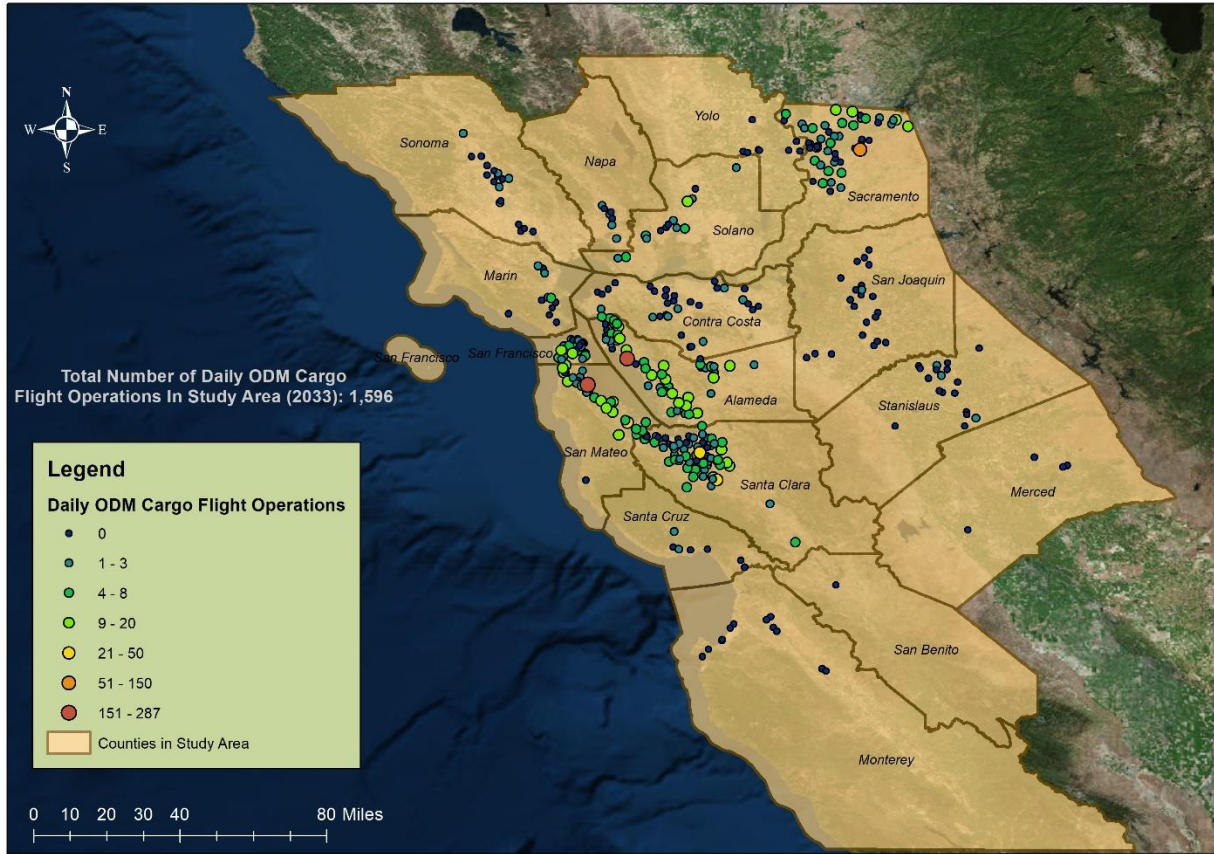 N
W E
S
Yolo
Sonoma
Napa
Sacramento
Solano
Marin
San Joaquin
Contra Costa
San Francisco
San Francisco
Total Number of Daily ODM Cargo
Flight Operations In Study Area (2033): 1,596
Alameda
Stanislaus
San Mateo
Santa Clara
Merced
Santa Cruz
San Benito
Monterey
Legend
Daily ODM Cargo Flight Operations
0
1 - 3
4 - 8
9 - 20
21 - 50
51 - 150
151 - 287
Counties in Study Area
0 10 20 30 40 80 Miles